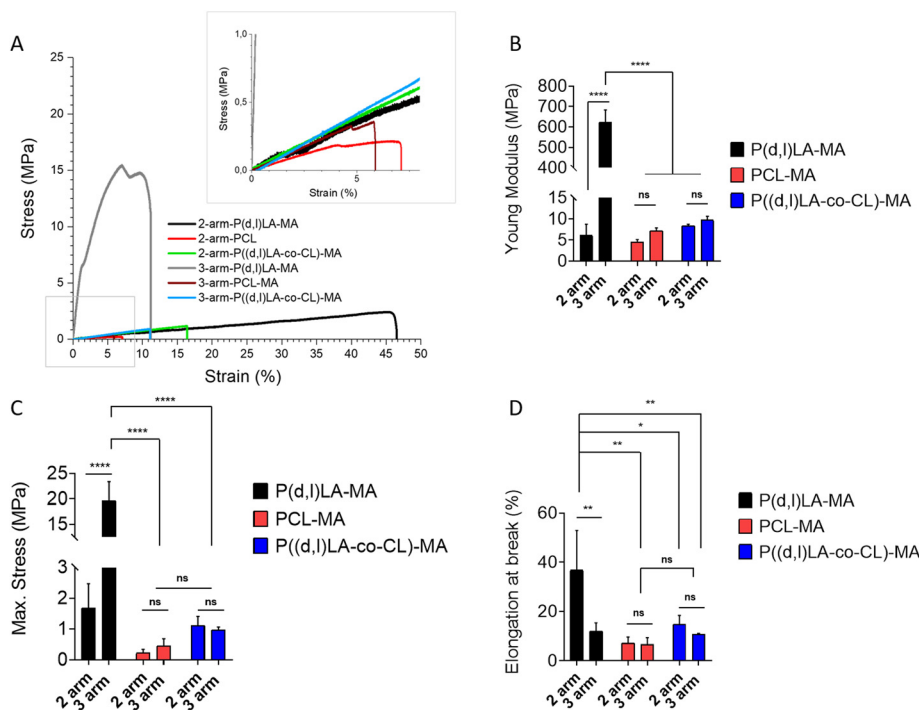 A
25
20
15
10
5
0
Stress (MPa)
0 5 10 15 20 25 30 35 40 45 50
Strain (%)
1,0
0,5
0,0
Stress (MPa)
5
Strain (%)
2-arm-P(d,l)LA-MA
2-arm-PCL
2-arm-P((d,l)LA-co-CL)-MA
3-arm-P(d,l)LA-MA
3-arm-PCL-MA
3-arm-P((d,l)LA-co-CL)-MA
B
Young Modulus (MPa)
800
700
600
500
400
15
10
5
0
****
****
ns
ns
2 arm
3 arm
2 arm
3 arm
2 arm
3 arm
P(d,l)LA-MA
PCL-MA
P((d,l)LA-co-CL)-MA
C
Max. Stress (MPa)
25
20
15
3
2
1
0
****
****
****
ns
ns
ns
2 arm
3 arm
2 arm
3 arm
2 arm
3 arm
P(d,l)LA-MA
PCL-MA
P((d,l)LA-co-CL)-MA
D
Elongation at break (%)
60
40
20
0
**
*
**
**
ns
ns
ns
2 arm
3 arm
2 arm
3 arm
2 arm
3 arm
P(d,l)LA-MA
PCL-MA
P((d,l)LA-co-CL)-MA